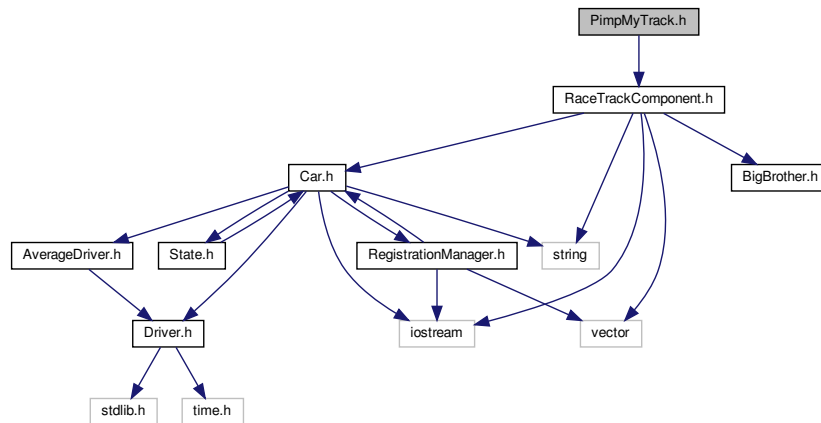 PimpMyTrack.h
RaceTrackComponent.h
Car.h
BigBrother.h
AverageDriver.h
State.h
RegistrationManager.h
string
Driver.h
iostream
vector
stdlib.h
time.h